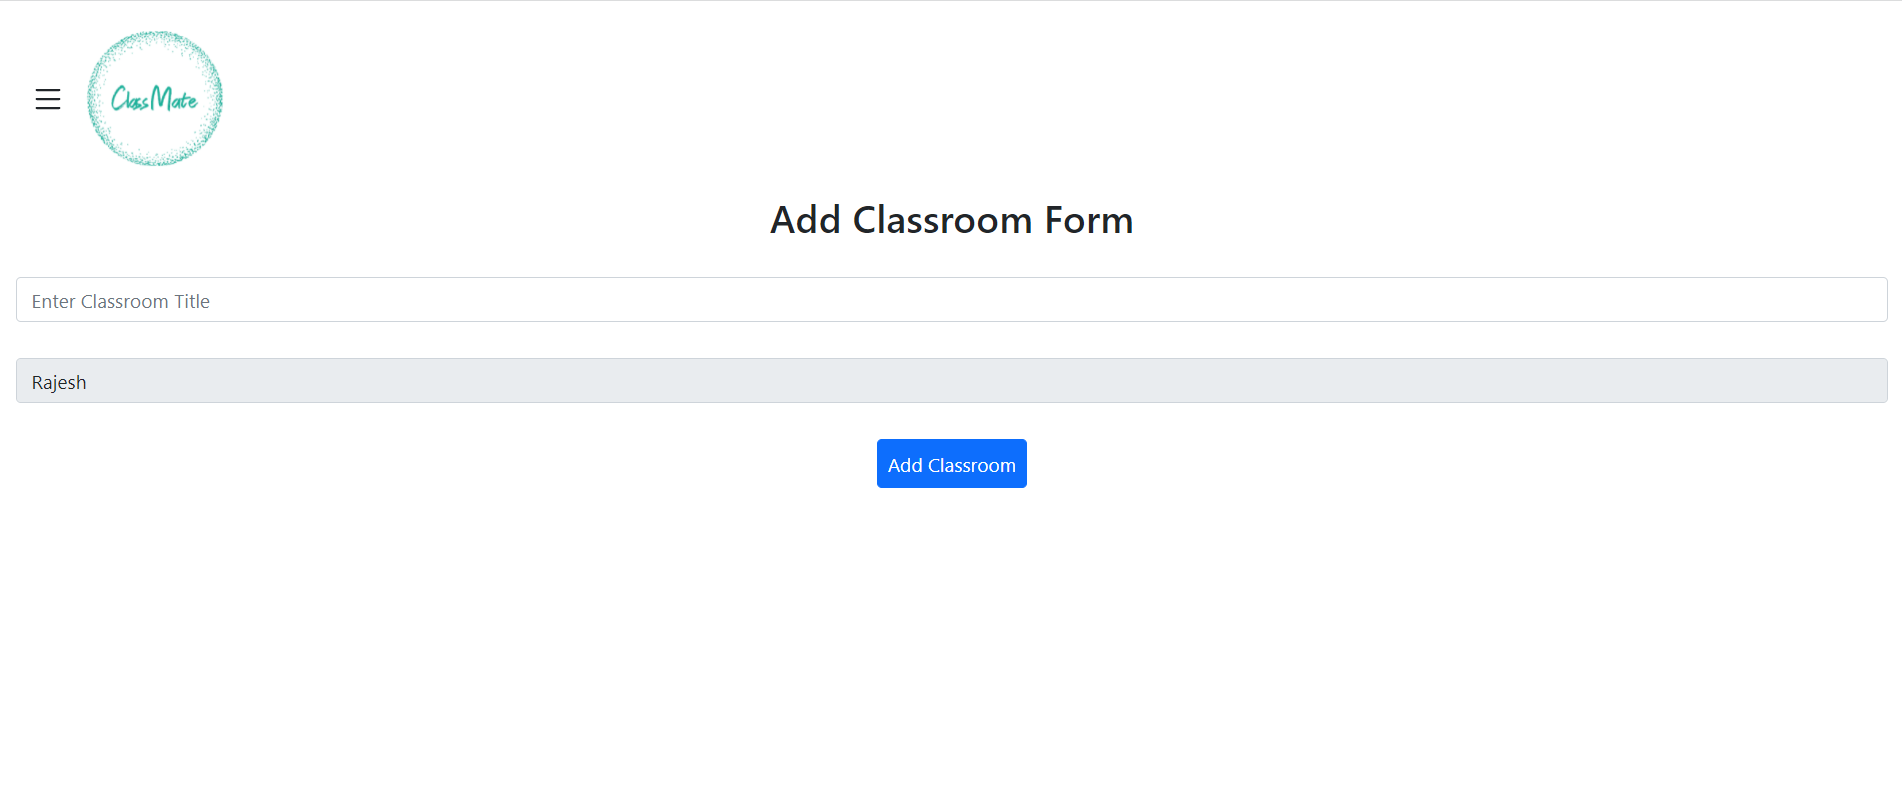 ClassMate
Add Classroom Form
Enter Classroom Title
Rajesh
Add Classroom